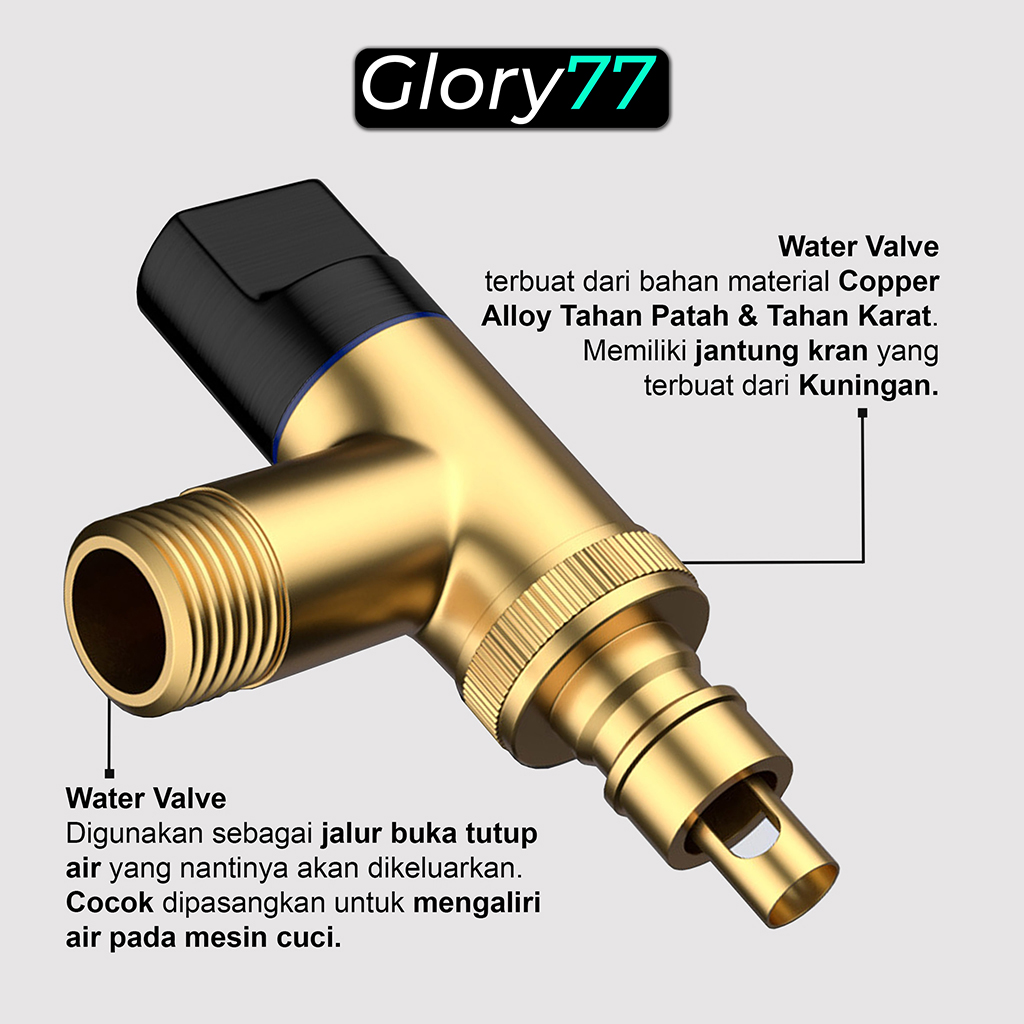 Glory77
Water Valve
terbuat dari bahan material Copper
Alloy Tahan Patah & Tahan Karat.
Memiliki jantung kran yang
terbuat dari Kuningan.
Water Valve
Digunakan sebagai jalur buka tutup
air yang nantinya akan dikeluarkan.
Cocok dipasangkan untuk mengaliri
air pada mesin cuci.